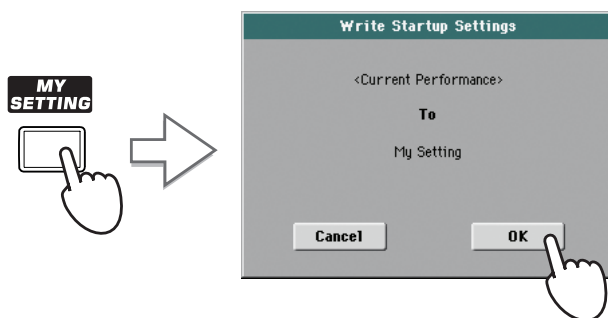 MY
SETTING
Write Startup Settings
<Current Performance>
To
My Setting
Cancel OK